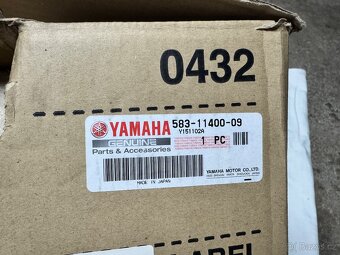 0432
YAMAHA 583-11400-09
Y151102A
GENUINE
Parts & Accessories
1 PC
MADE IN JAPAN
YAMAHA MOTOR CO.,LTD.